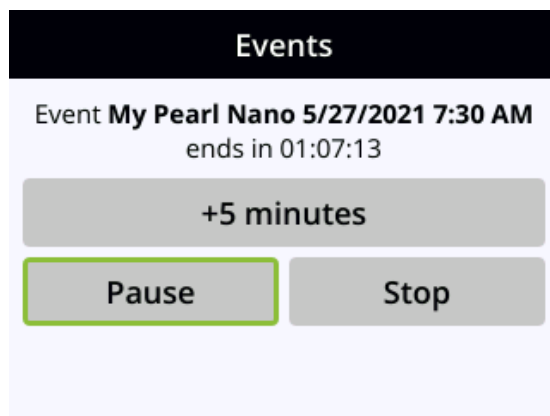 Events
Event My Pearl Nano 5/27/2021 7:30 AM
ends in 01:07:13
+5 minutes
Pause
Stop